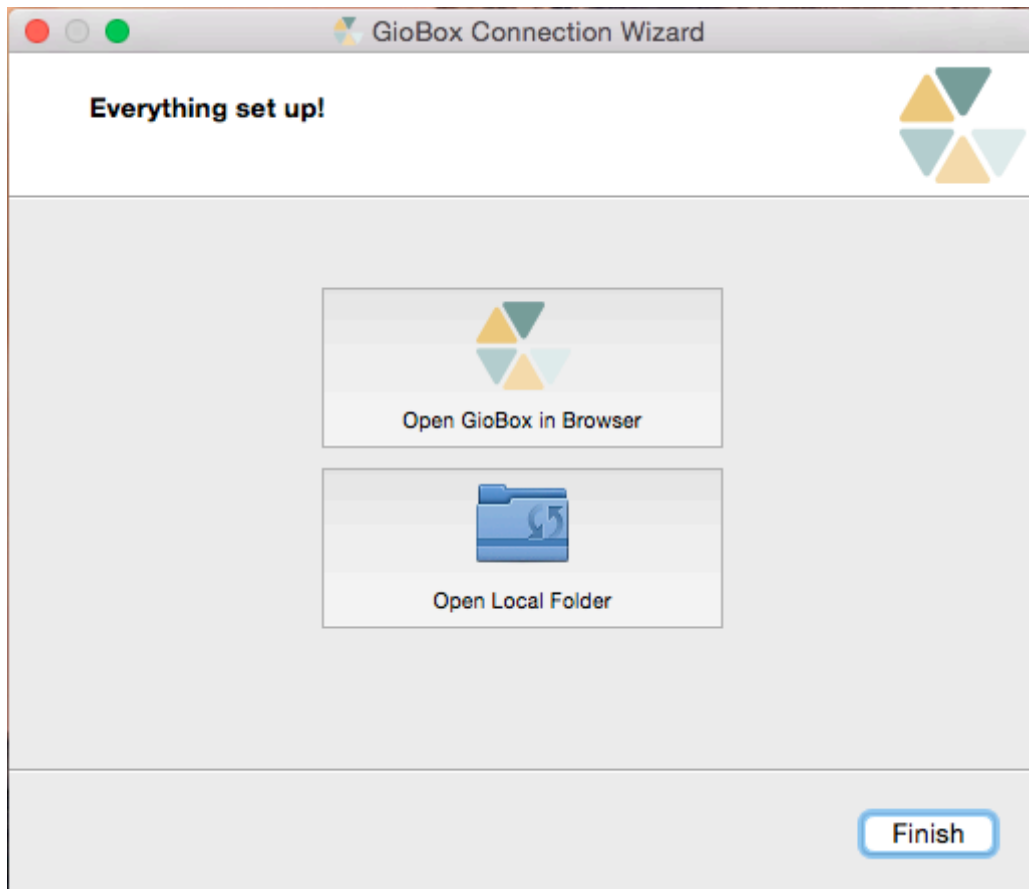 GioBox Connection Wizard
Everything set up!
Open GioBox in Browser
Open Local Folder
Finish